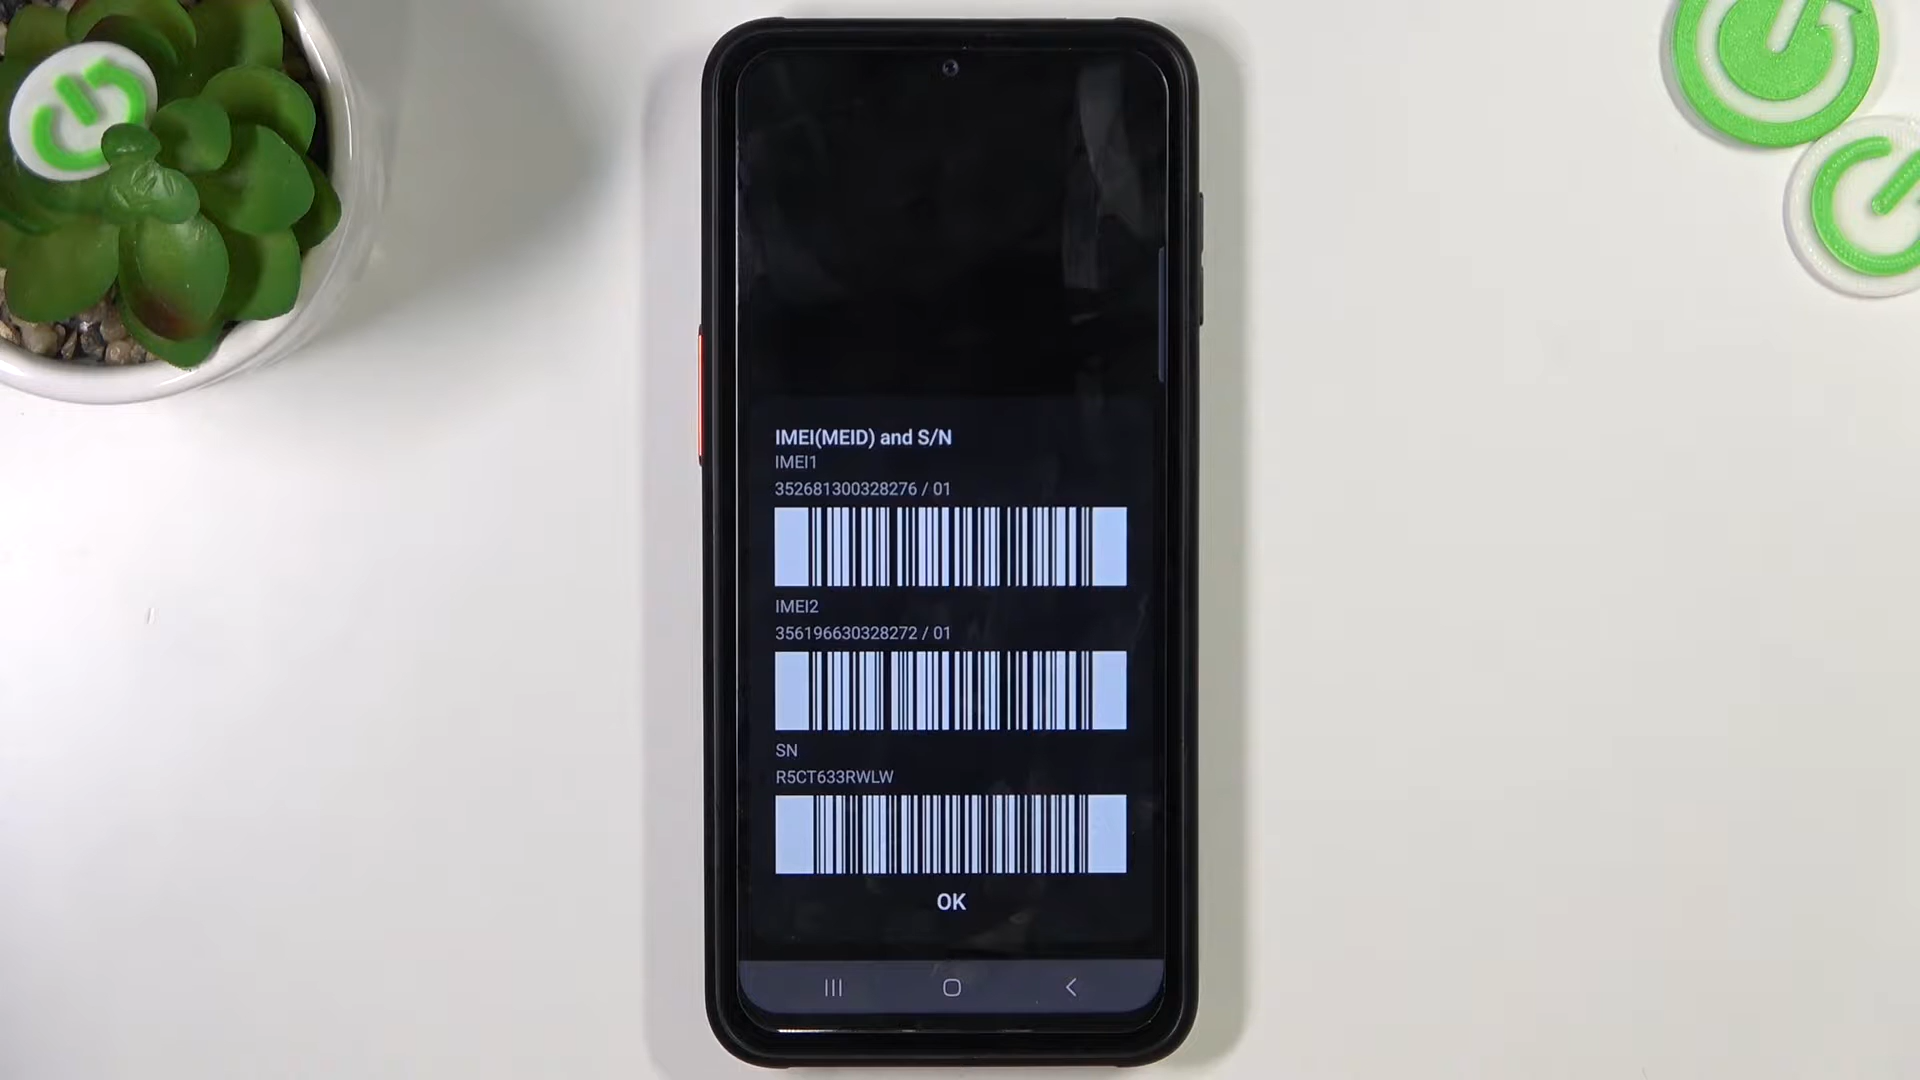 IMEI(MEID) and S/N
IMEI1
352681300328276 / 01
IMEI2
356196630328272 / 01
SN
R5CT633RWLW
OK